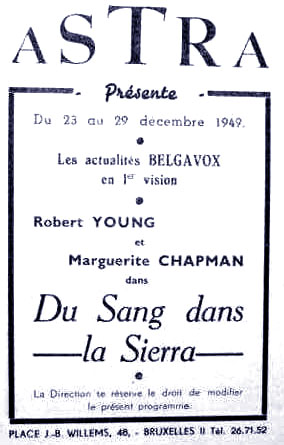 ASTRA
- Présente -
Du 23 au 29 décembre 1949.
Les actualités BELGAVOX
en 1er vision
Robert YOUNG
et
Marguerite CHAPMAN
dans
Du Sang dans
la Sierra
La Direction se réserve le droit de modifier
le présent programme
PLACE J.-B. WILLEMS, 48, - BRUXELLES II Tél. 26.71.52